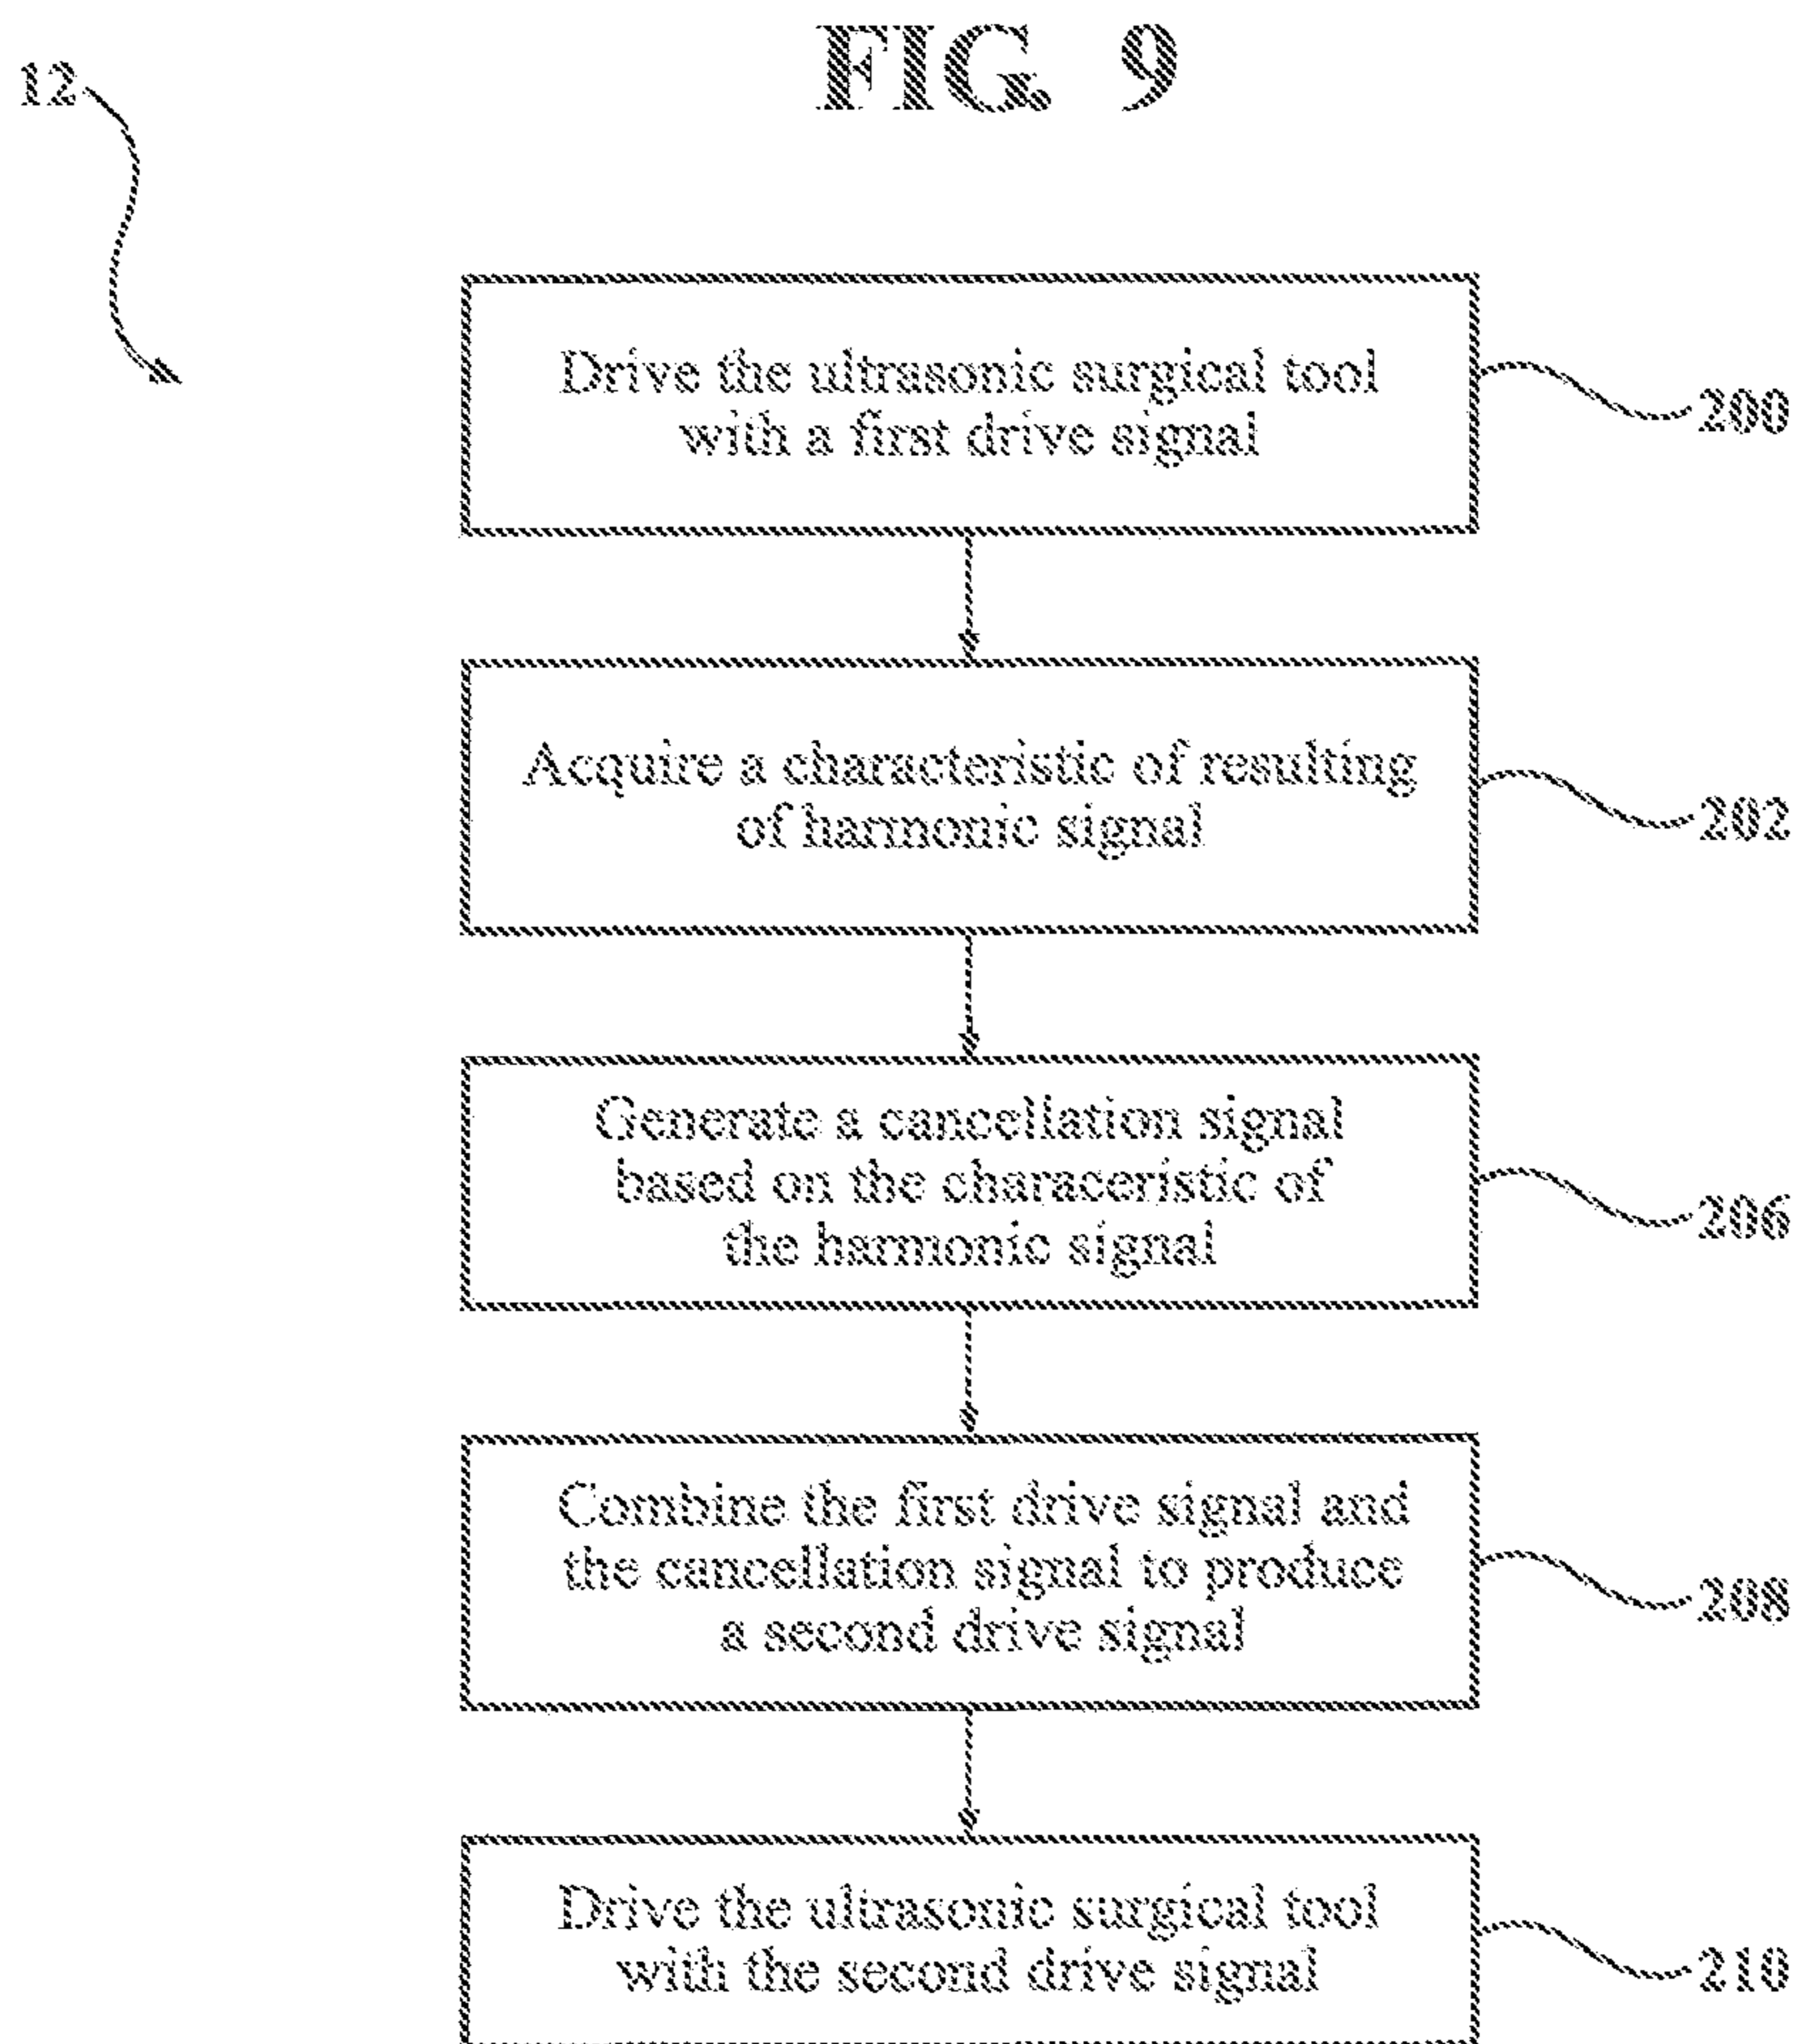 FIG. 9
12
Drive the ultrasonic surgical tool
with a first drive signal
200
Acquire a characteristic of resulting
of harmonic signal
202
Generate a cancellation signal
based on the characeristic of
the harmonic signal
206
Combine the first drive signal and
the cancellation signal to produce
a second drive signal
208
Drive the ultrasonic surgical tool
with the second drive signal
210